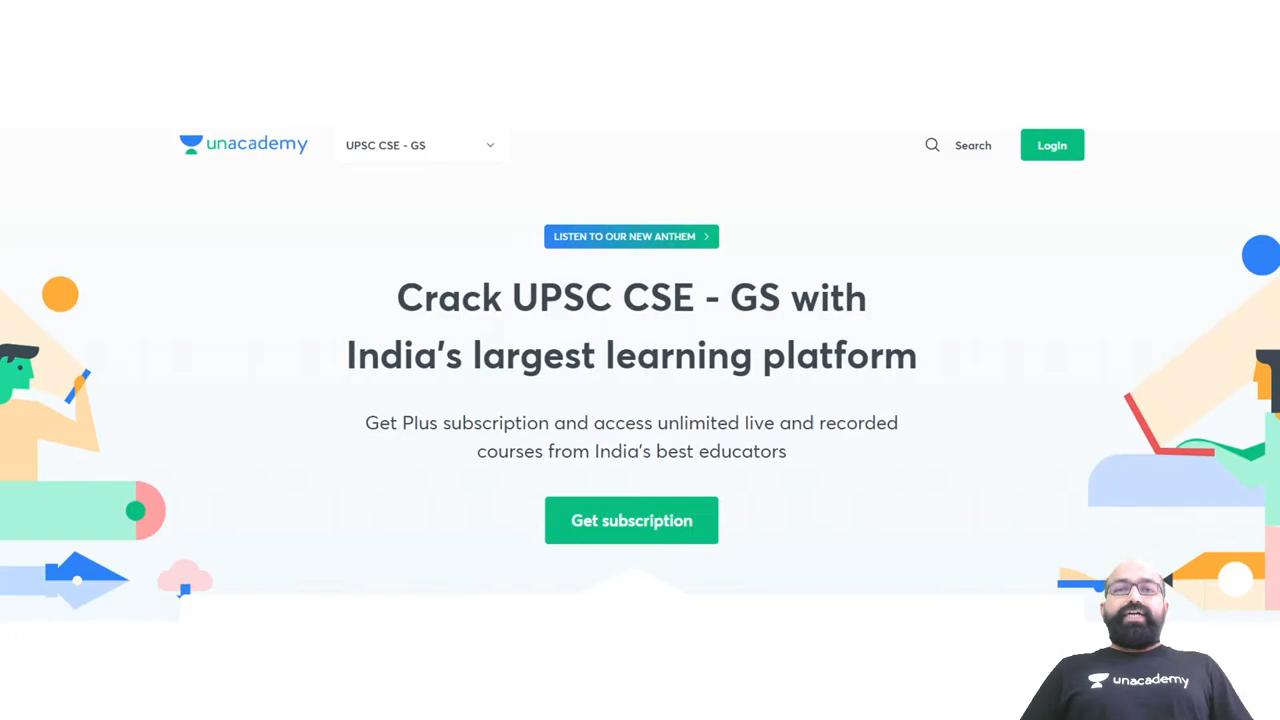 unacademy
UPSC CSE - GS
Search
Login
LISTEN TO OUR NEW ANTHEM
Crack UPSC CSE - GS with
India's largest learning platform
Get Plus subscription and access unlimited live and recorded
courses from India's best educators
Get subscription
unacademy